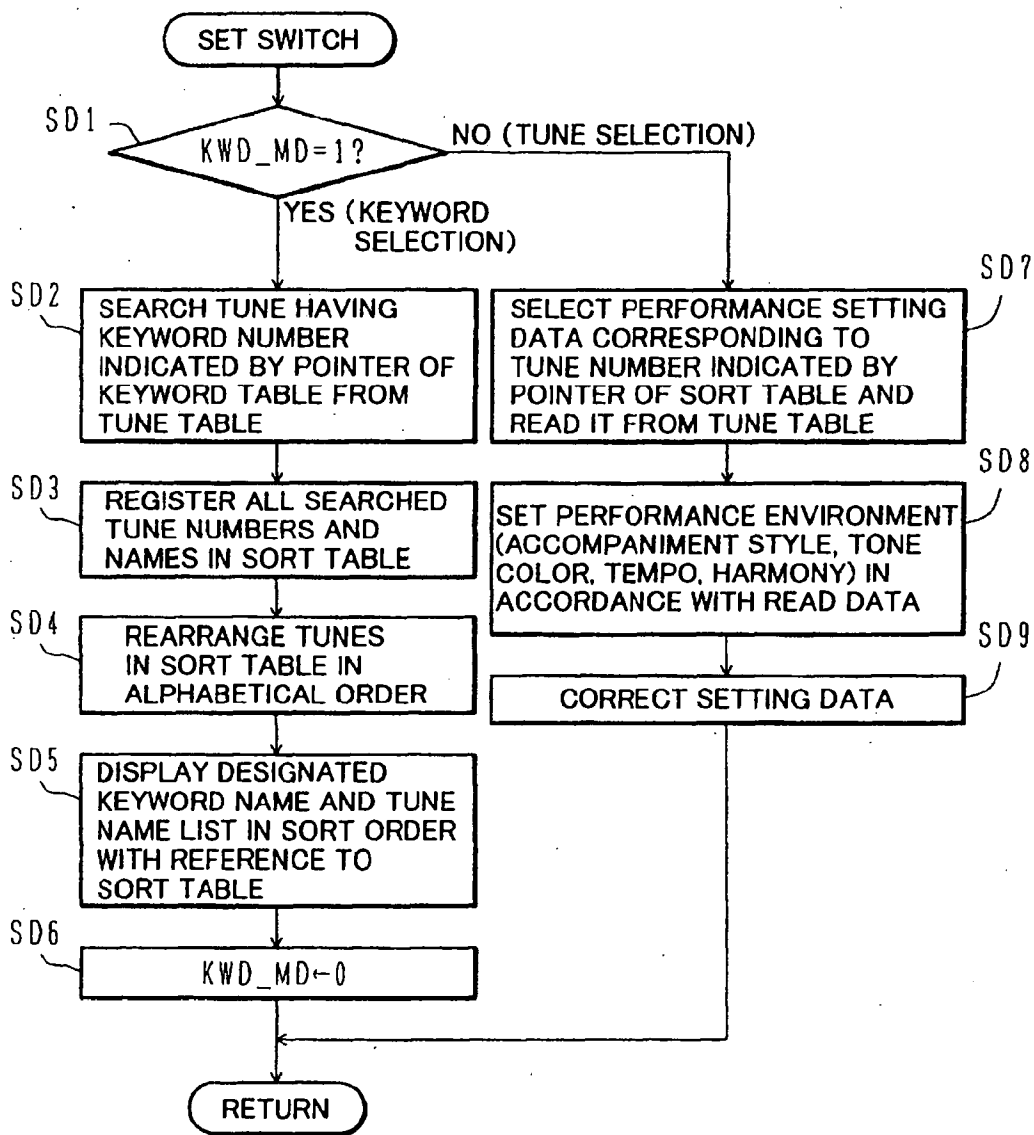 SET SWITCH
SD1
KWD_MD=1?
NO (TUNE SELECTION)
YES (KEYWORD
SELECTION)
SD2
SEARCH TUNE HAVING
KEYWORD NUMBER
INDICATED BY POINTER OF
KEYWORD TABLE FROM
TUNE TABLE
SD3
REGISTER ALL SEARCHED
TUNE NUMBERS AND
NAMES IN SORT TABLE
SD4
REARRANGE TUNES
IN SORT TABLE IN
ALPHABETICAL ORDER
SD5
DISPLAY DESIGNATED
KEYWORD NAME AND TUNE
NAME LIST IN SORT ORDER
WITH REFERENCE TO
SORT TABLE
SD6
KWD_MD←0
SD7
SELECT PERFORMANCE SETTING
DATA CORRESPONDING TO
TUNE NUMBER INDICATED BY
POINTER OF SORT TABLE AND
READ IT FROM TUNE TABLE
SD8
SET PERFORMANCE ENVIRONMENT
(ACCOMPANIMENT STYLE, TONE
COLOR, TEMPO, HARMONY) IN
ACCORDANCE WITH READ DATA
SD9
CORRECT SETTING DATA
RETURN